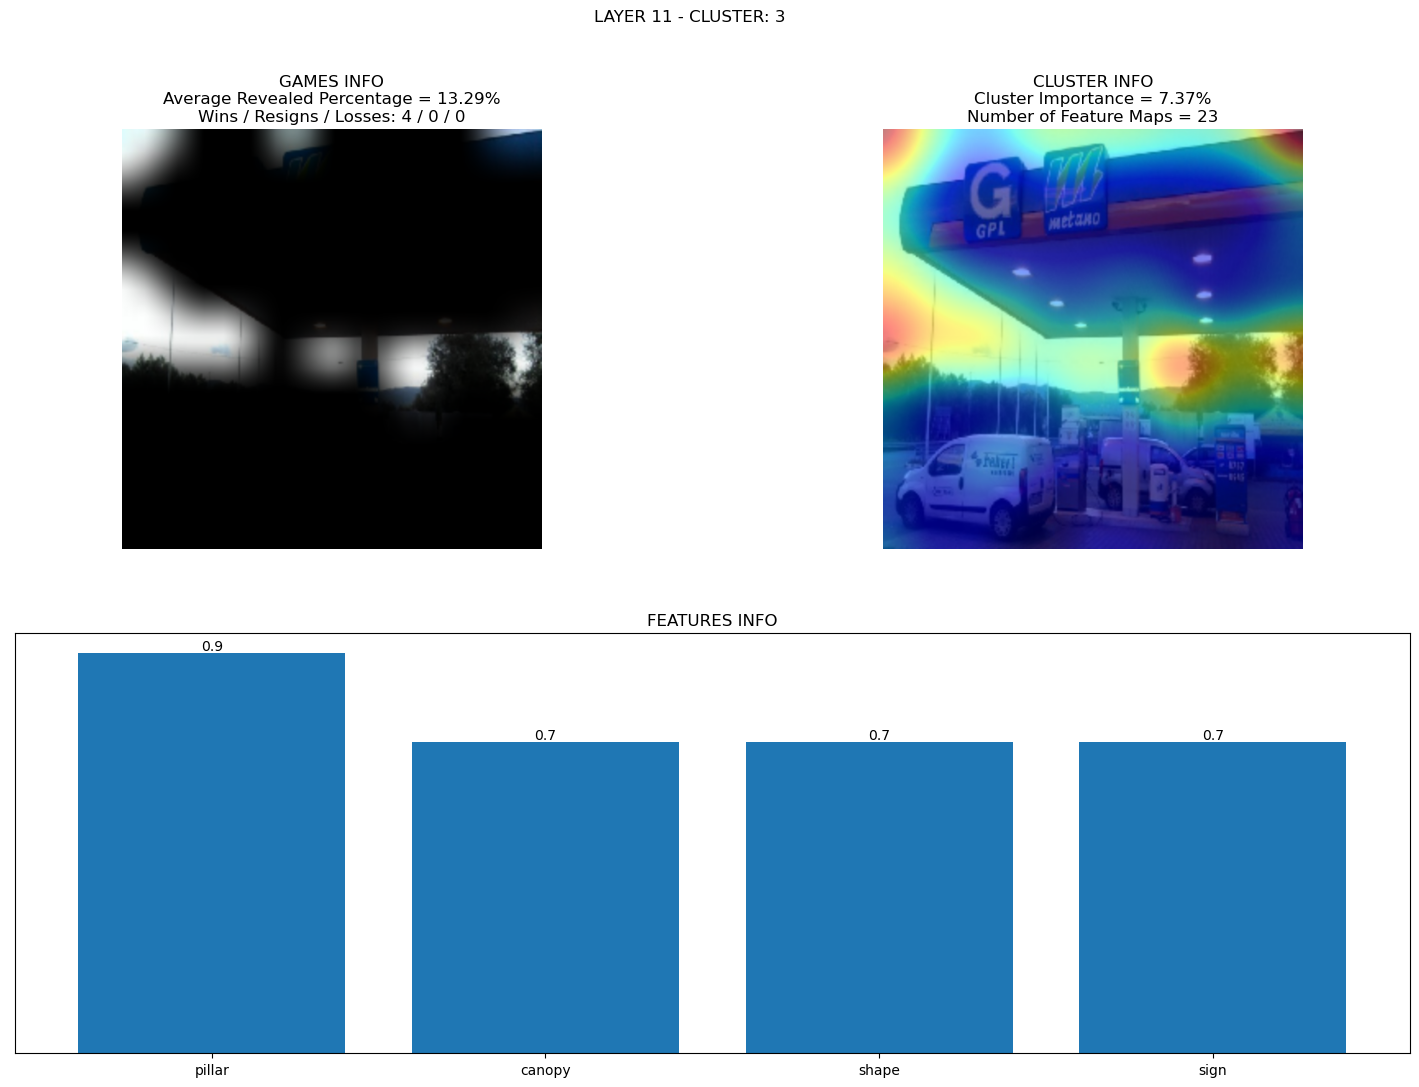 LAYER 11 - CLUSTER: 3
GAMES INFO
Average Revealed Percentage = 13.29%
Wins / Resigns / Losses: 4 / 0 / 0
CLUSTER INFO
Cluster Importance = 7.37%
Number of Feature Maps = 23
G
GPL
metano
FEATURES INFO
0.9
0.7
0.7
0.7
pillar
canopy
shape
sign